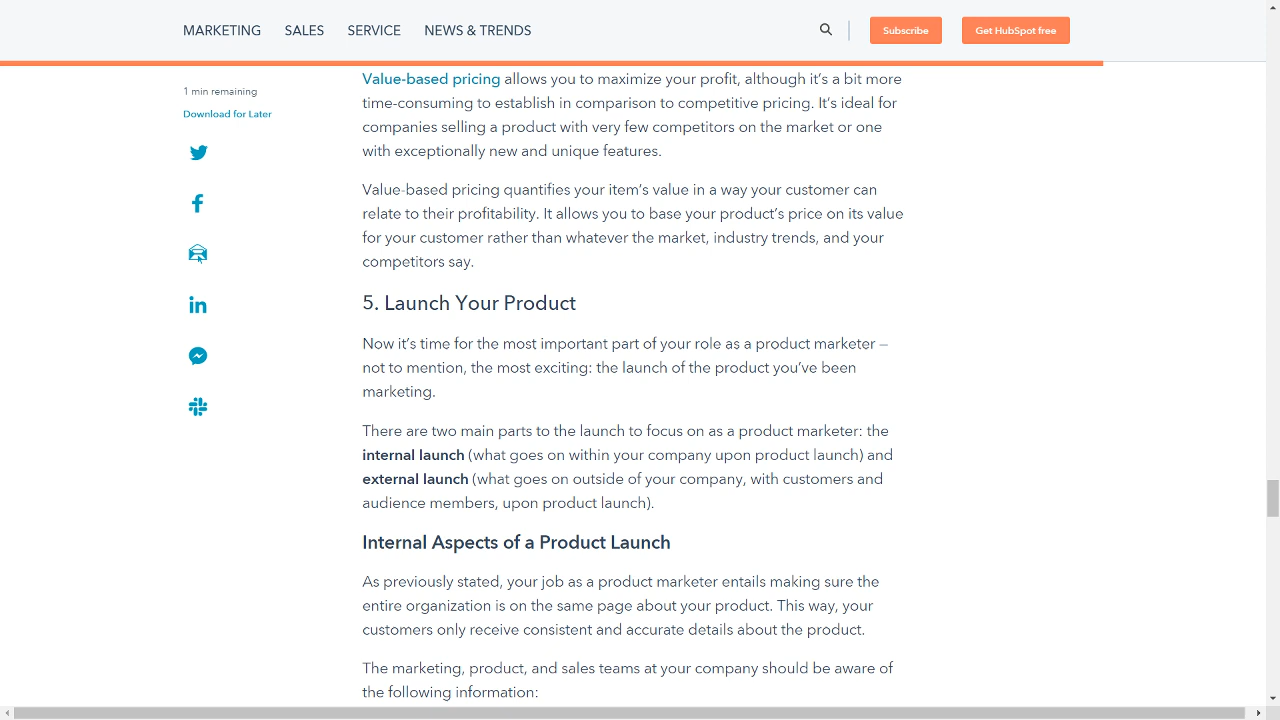 MARKETING SALES SERVICE NEWS & TRENDS Subscribe Get HubSpot free
1 min remaining
Download for Later
Value-based pricing allows you to maximize your profit, although it's a bit more
time-consuming to establish in comparison to competitive pricing. It's ideal for
companies selling a product with very few competitors on the market or one
with exceptionally new and unique features.
Value-based pricing quantifies your item's value in a way your customer can
relate to their profitability. It allows you to base your product's price on its value
for your customer rather than whatever the market, industry trends, and your
competitors say.
5. Launch Your Product
Now it's time for the most important part of your role as a product marketer —
not to mention, the most exciting: the launch of the product you've been
marketing.
There are two main parts to the launch to focus on as a product marketer: the
internal launch (what goes on within your company upon product launch) and
external launch (what goes on outside of your company, with customers and
audience members, upon product launch).
Internal Aspects of a Product Launch
As previously stated, your job as a product marketer entails making sure the
entire organization is on the same page about your product. This way, your
customers only receive consistent and accurate details about the product.
The marketing, product, and sales teams at your company should be aware of
the following information: